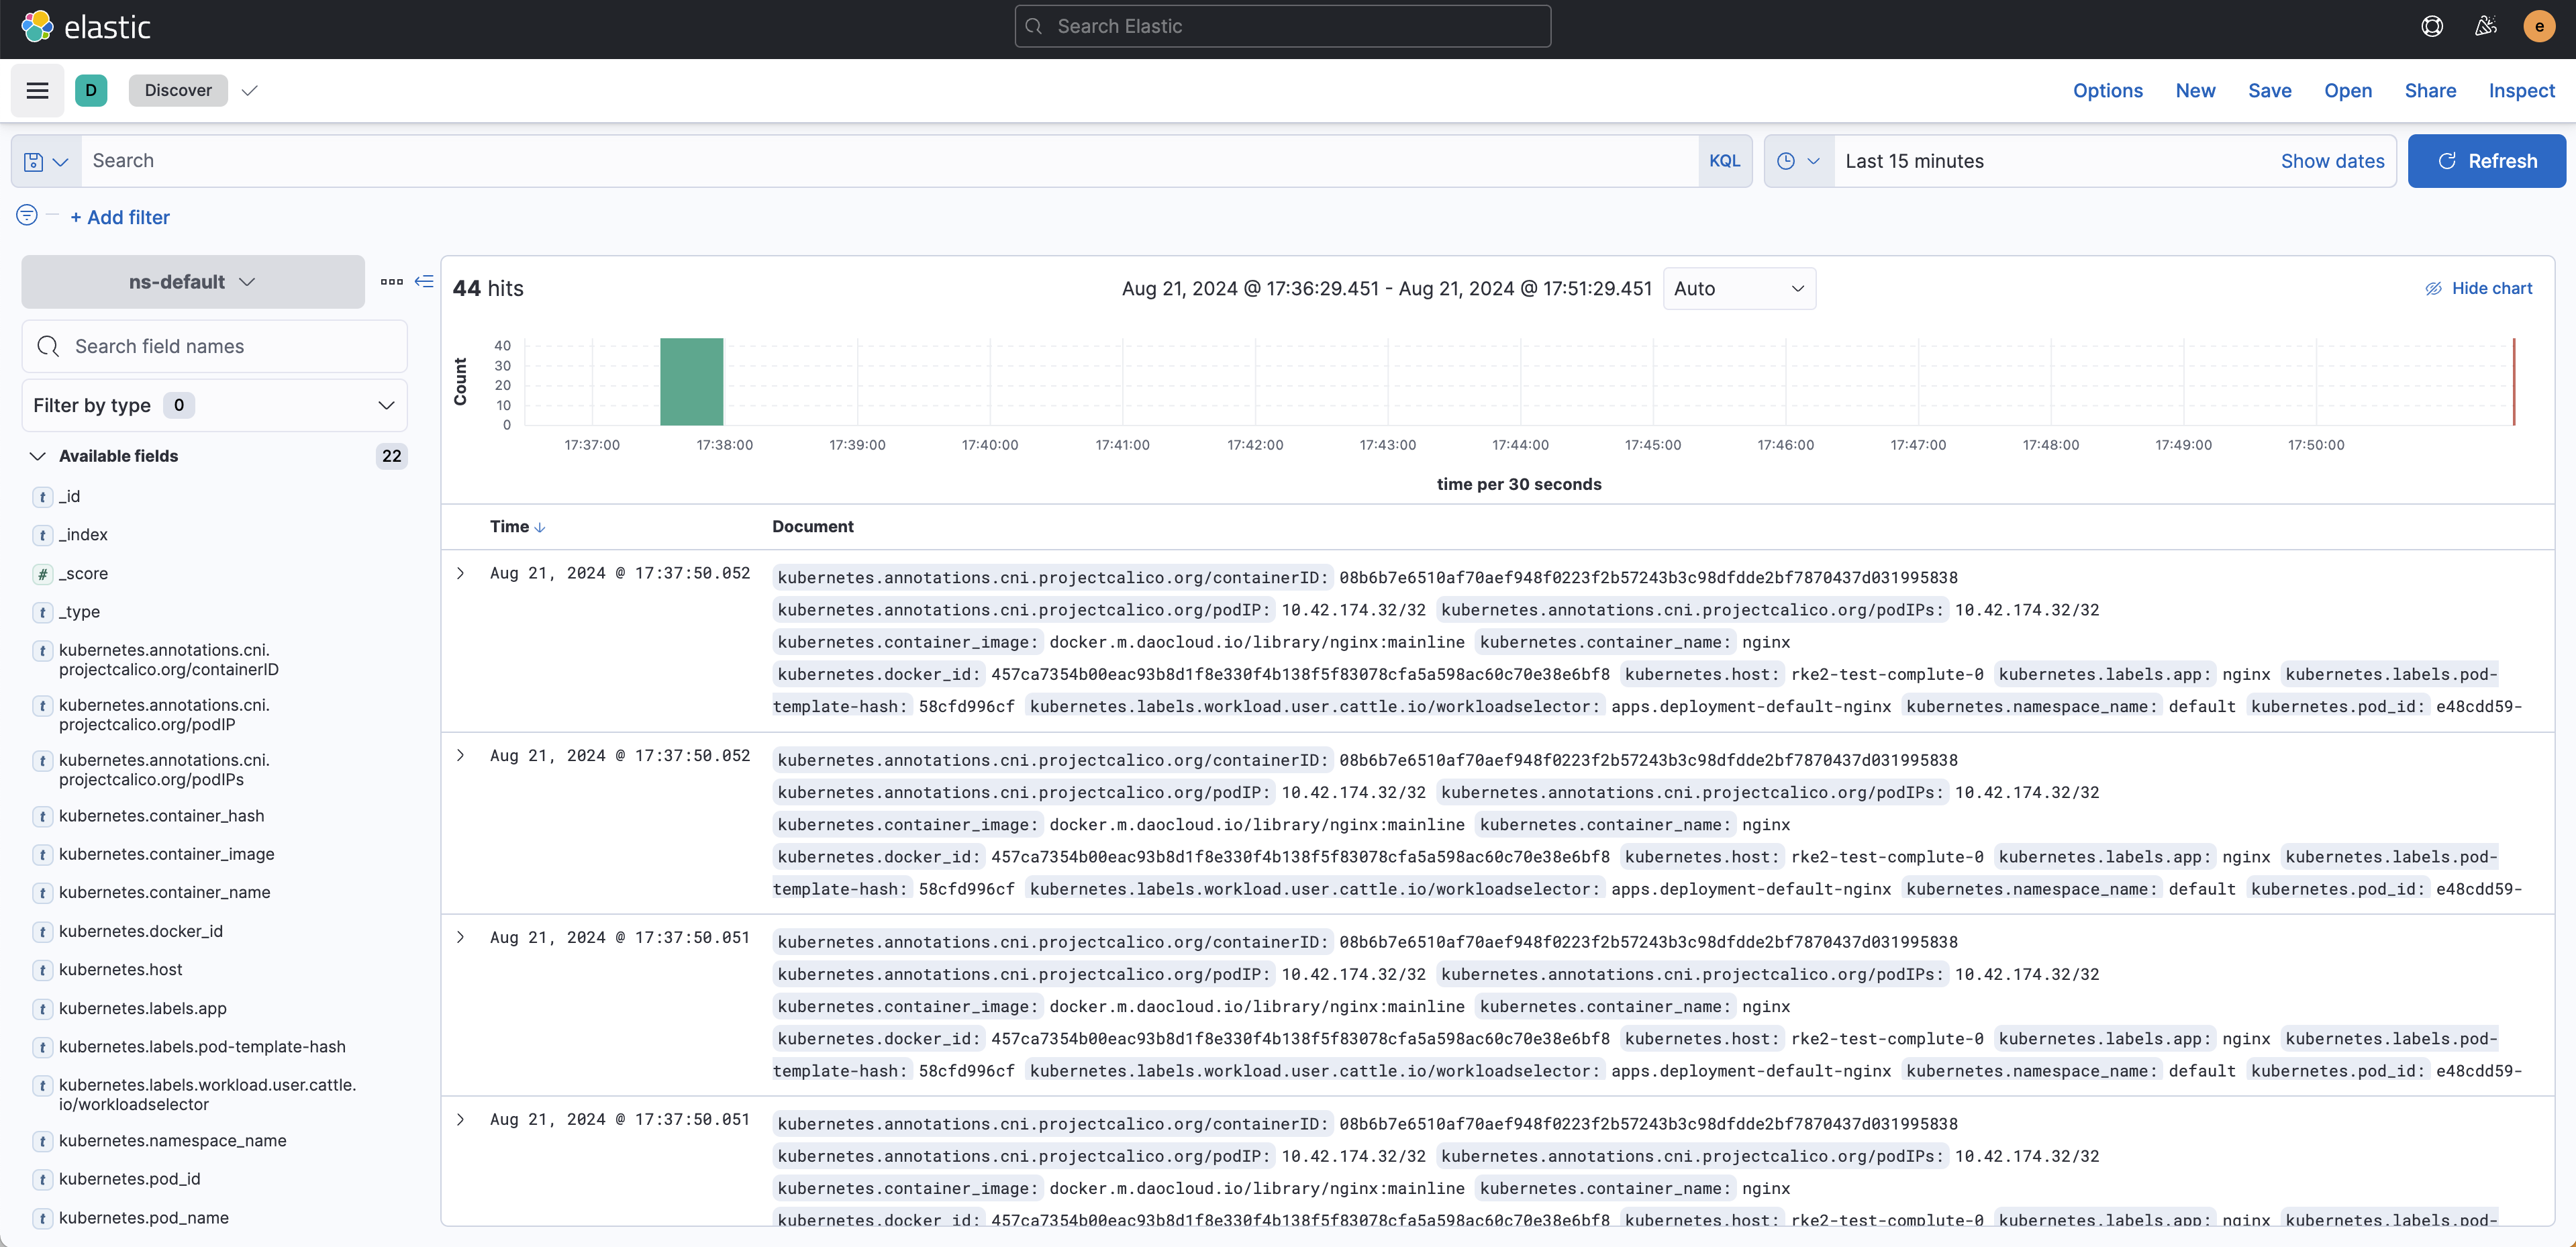 elastic
Search Elastic
e
D
Discover
Options New Save Open Share Inspect
Search
KQL
Last 15 minutes
Show dates
Refresh
+ Add filter
ns-default
Search field names
Filter by type 0
Available fields 22
t _id
t _index
# _score
t _type
t kubernetes.annotations.cni.
projectcalico.org/containerID
t kubernetes.annotations.cni.
projectcalico.org/podIP
t kubernetes.annotations.cni.
projectcalico.org/podIPs
t kubernetes.container_hash
t kubernetes.container_image
t kubernetes.container_name
t kubernetes.docker_id
t kubernetes.host
t kubernetes.labels.app
t kubernetes.labels.pod-template-hash
t kubernetes.labels.workload.user.cattle.
io/workloadselector
t kubernetes.namespace_name
t kubernetes.pod_id
t kubernetes.pod_name
44 hits
Aug 21, 2024 @ 17:36:29.451 - Aug 21, 2024 @ 17:51:29.451
Auto
Hide chart
Count
40
30
20
10
0
17:37:00 17:38:00 17:39:00 17:40:00 17:41:00 17:42:00 17:43:00 17:44:00 17:45:00 17:46:00 17:47:00 17:48:00 17:49:00 17:50:00
time per 30 seconds
Time Document
Aug 21, 2024 @ 17:37:50.052
kubernetes.annotations.cni.projectcalico.org/containerID: 08b6b7e6510af70aef948f0223f2b57243b3c98dfdde2bf7870437d031995838
kubernetes.annotations.cni.projectcalico.org/podIP: 10.42.174.32/32 kubernetes.annotations.cni.projectcalico.org/podIPs: 10.42.174.32/32
kubernetes.container_image: docker.m.daocloud.io/library/nginx:mainline kubernetes.container_name: nginx
kubernetes.docker_id: 457ca7354b00eac93b8d1f8e330f4b138f5f83078cfa5a598ac60c70e38e6bf8 kubernetes.host: rke2-test-complute-0 kubernetes.labels.app: nginx kubernetes.labels.pod-
template-hash: 58cfd996cf kubernetes.labels.workload.user.cattle.io/workloadselector: apps.deployment-default-nginx kubernetes.namespace_name: default kubernetes.pod_id: e48cdd59-
Aug 21, 2024 @ 17:37:50.052
kubernetes.annotations.cni.projectcalico.org/containerID: 08b6b7e6510af70aef948f0223f2b57243b3c98dfdde2bf7870437d031995838
kubernetes.annotations.cni.projectcalico.org/podIP: 10.42.174.32/32 kubernetes.annotations.cni.projectcalico.org/podIPs: 10.42.174.32/32
kubernetes.container_image: docker.m.daocloud.io/library/nginx:mainline kubernetes.container_name: nginx
kubernetes.docker_id: 457ca7354b00eac93b8d1f8e330f4b138f5f83078cfa5a598ac60c70e38e6bf8 kubernetes.host: rke2-test-complute-0 kubernetes.labels.app: nginx kubernetes.labels.pod-
template-hash: 58cfd996cf kubernetes.labels.workload.user.cattle.io/workloadselector: apps.deployment-default-nginx kubernetes.namespace_name: default kubernetes.pod_id: e48cdd59-
Aug 21, 2024 @ 17:37:50.051
kubernetes.annotations.cni.projectcalico.org/containerID: 08b6b7e6510af70aef948f0223f2b57243b3c98dfdde2bf7870437d031995838
kubernetes.annotations.cni.projectcalico.org/podIP: 10.42.174.32/32 kubernetes.annotations.cni.projectcalico.org/podIPs: 10.42.174.32/32
kubernetes.container_image: docker.m.daocloud.io/library/nginx:mainline kubernetes.container_name: nginx
kubernetes.docker_id: 457ca7354b00eac93b8d1f8e330f4b138f5f83078cfa5a598ac60c70e38e6bf8 kubernetes.host: rke2-test-complute-0 kubernetes.labels.app: nginx kubernetes.labels.pod-
template-hash: 58cfd996cf kubernetes.labels.workload.user.cattle.io/workloadselector: apps.deployment-default-nginx kubernetes.namespace_name: default kubernetes.pod_id: e48cdd59-
Aug 21, 2024 @ 17:37:50.051
kubernetes.annotations.cni.projectcalico.org/containerID: 08b6b7e6510af70aef948f0223f2b57243b3c98dfdde2bf7870437d031995838
kubernetes.annotations.cni.projectcalico.org/podIP: 10.42.174.32/32 kubernetes.annotations.cni.projectcalico.org/podIPs: 10.42.174.32/32
kubernetes.container_image: docker.m.daocloud.io/library/nginx:mainline kubernetes.container_name: nginx
kubernetes.docker_id: 457ca7354b00eac93b8d1f8e330f4b138f5f83078cfa5a598ac60c70e38e6bf8 kubernetes.host: rke2-test-complute-0 kubernetes.labels.app: nginx kubernetes.labels.pod-